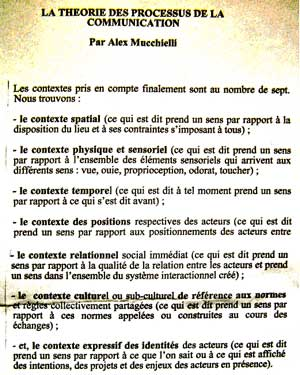 LA THEORIE DES PROCESSUS DE LA
COMMUNICATION
Par Alex Mucchielli
Les contextes pris en compte finalement sont au nombre de sept.
Nous trouvons :
- le contexte spatial (ce qui est dit prend un sens par rapport à la
disposition du lieu et à ses contraintes s'imposant à tous) ;
- le contexte physique et sensoriel (ce qui est dit prend un sens
par rapport à l'ensemble des éléments sensoriels qui arrivent aux
différents sens : vue, ouie, proprioception, odorat, toucher) ;
- le contexte temporel (ce qui est dit à tel moment prend un sens
par rapport à ce qui s'est dit avant) ;
- le contexte des positions respectives des acteurs (ce qui est dit
prend un sens par rapport aux positionnements des acteurs entre
- le contexte relationnel social immédiat (ce qui est dit prend un
sens par rapport à la qualité de la relation entre les acteurs et prend
un sens dans l'ensemble du système interactionnel créé) ;
- le contexte culturel ou sub-culturel de référence aux normes
et règles collectivement partagées (ce qui est dit prend un sens par
rapport à ces normes appelées ou construites au cours des
échanges) ;
- et, le contexte expressif des identités des acteurs (ce qui est dit
prend un sens par rapport à ce que l'on sait ou à ce qui est affiché
des intentions, des projets et des enjeux des acteurs en présence).